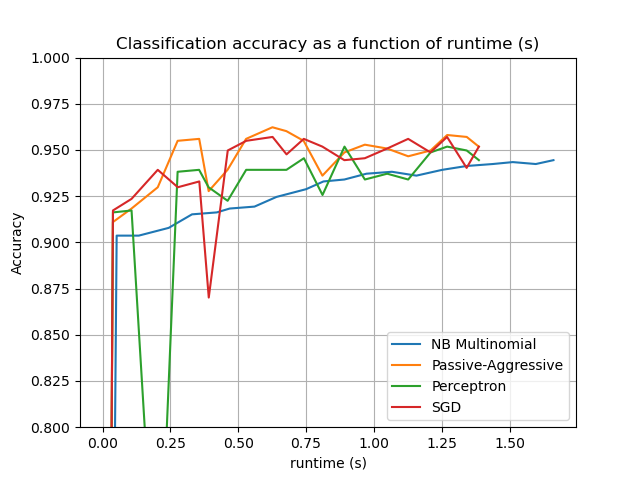 Classification accuracy as a function of runtime (s)
1.000
0.975
0.950
0.925
0.900
0.875
0.850
0.825
0.800
Accuracy
NB Multinomial
Passive-Aggressive
Perceptron
SGD
0.00 0.25 0.50 0.75 1.00 1.25 1.50
runtime (s)